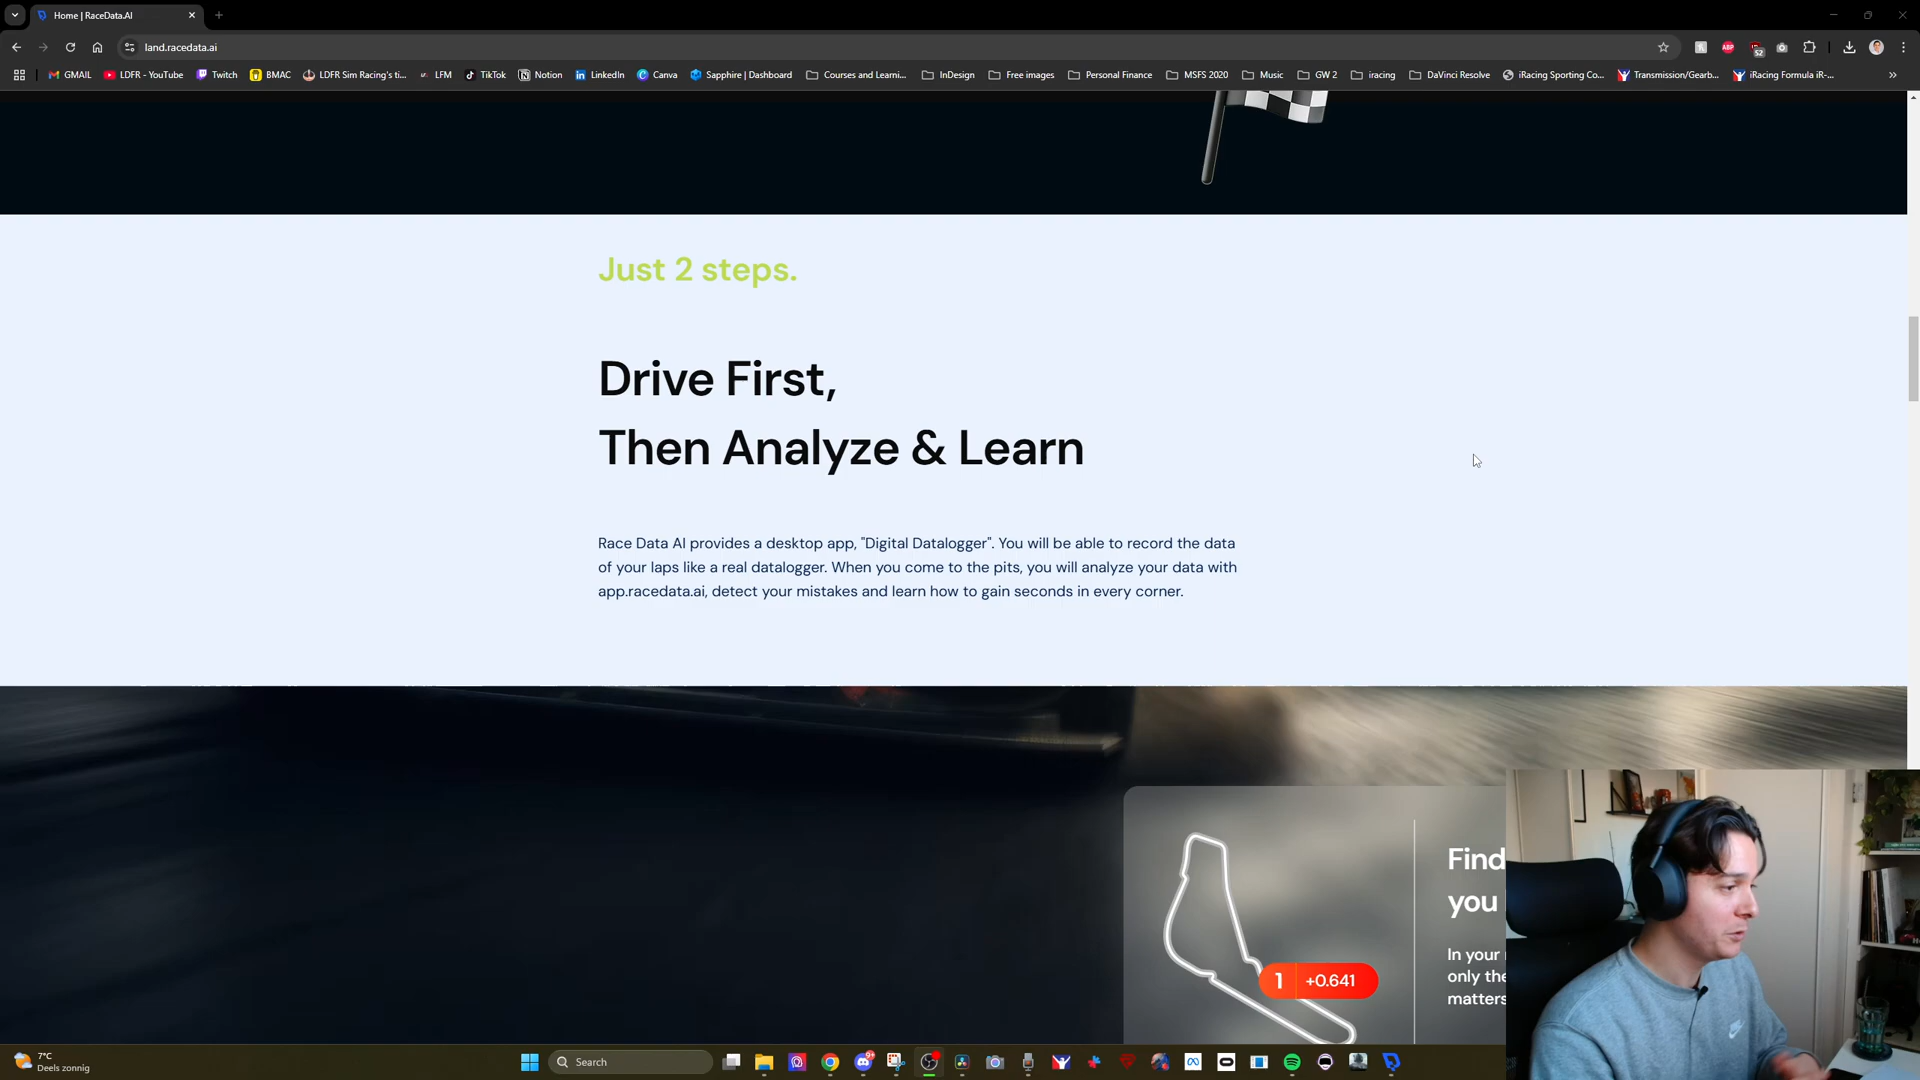 Home | RaceData.AI
land.racedata.ai
GMAIL
LDFR - YouTube
Twitch
BMAC
LDFR Sim Racing's ti...
LFM
TikTok
Notion
LinkedIn
Canva
Sapphire | Dashboard
Courses and Learni...
InDesign
Free images
Personal Finance
MSFS 2020
Music
GW 2
iracing
DaVinci Resolve
iRacing Sporting Co...
Transmission/Gearb...
iRacing Formula iR-...
Just 2 steps.
Drive First,
Then Analyze & Learn
Race Data AI provides a desktop app, "Digital Datalogger". You will be able to record the data
of your laps like a real datalogger. When you come to the pits, you will analyze your data with
app.racedata.ai, detect your mistakes and learn how to gain seconds in every corner.
Find
you
In your
only the
matters
1 +0.641
7°C
Deels zonnig
Search